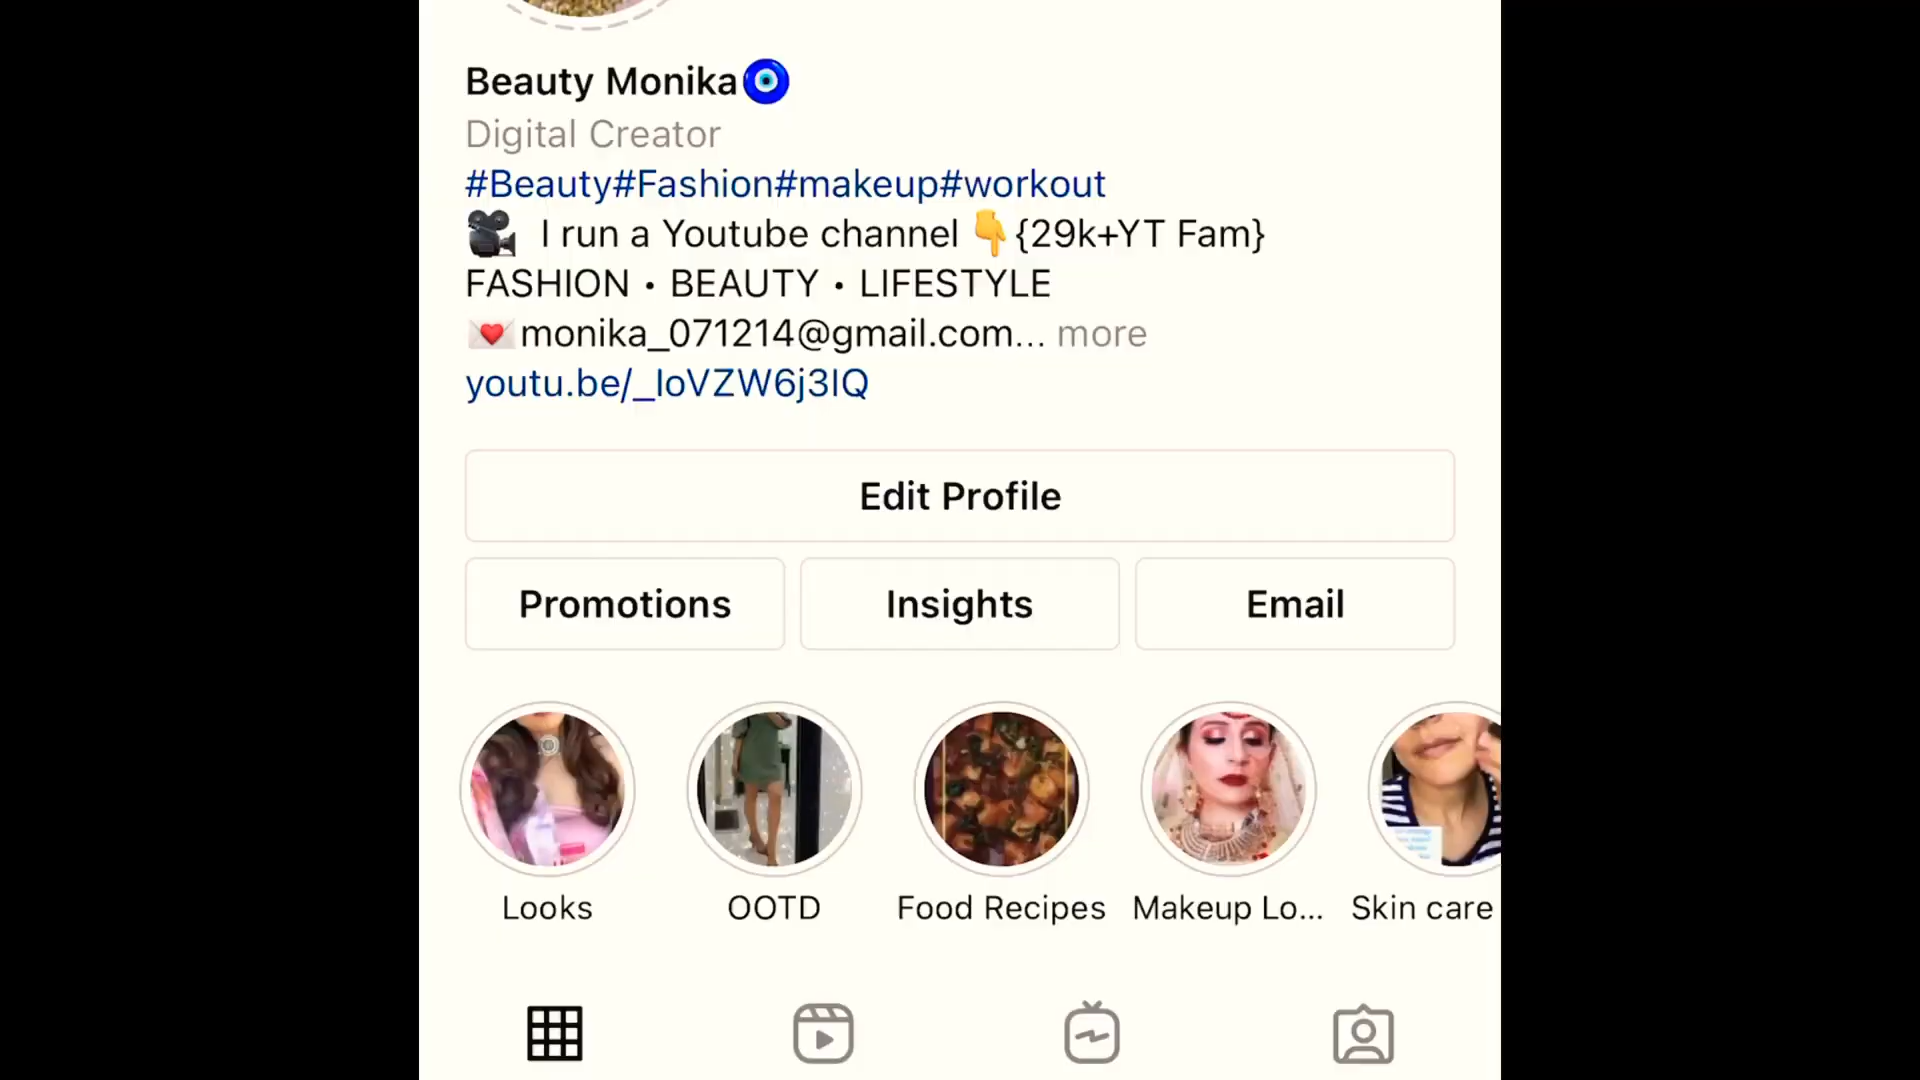 Beauty Monika🧿
Digital Creator
#Beauty#Fashion#makeup#workout
🎥 I run a Youtube channel 👇{29k+YT Fam}
FASHION • BEAUTY • LIFESTYLE
💌monika_071214@gmail.com... more
youtu.be/_IoVZW6j3IQ
Edit Profile
Promotions Insights Email
Looks OOTD Food Recipes Makeup Lo... Skin care